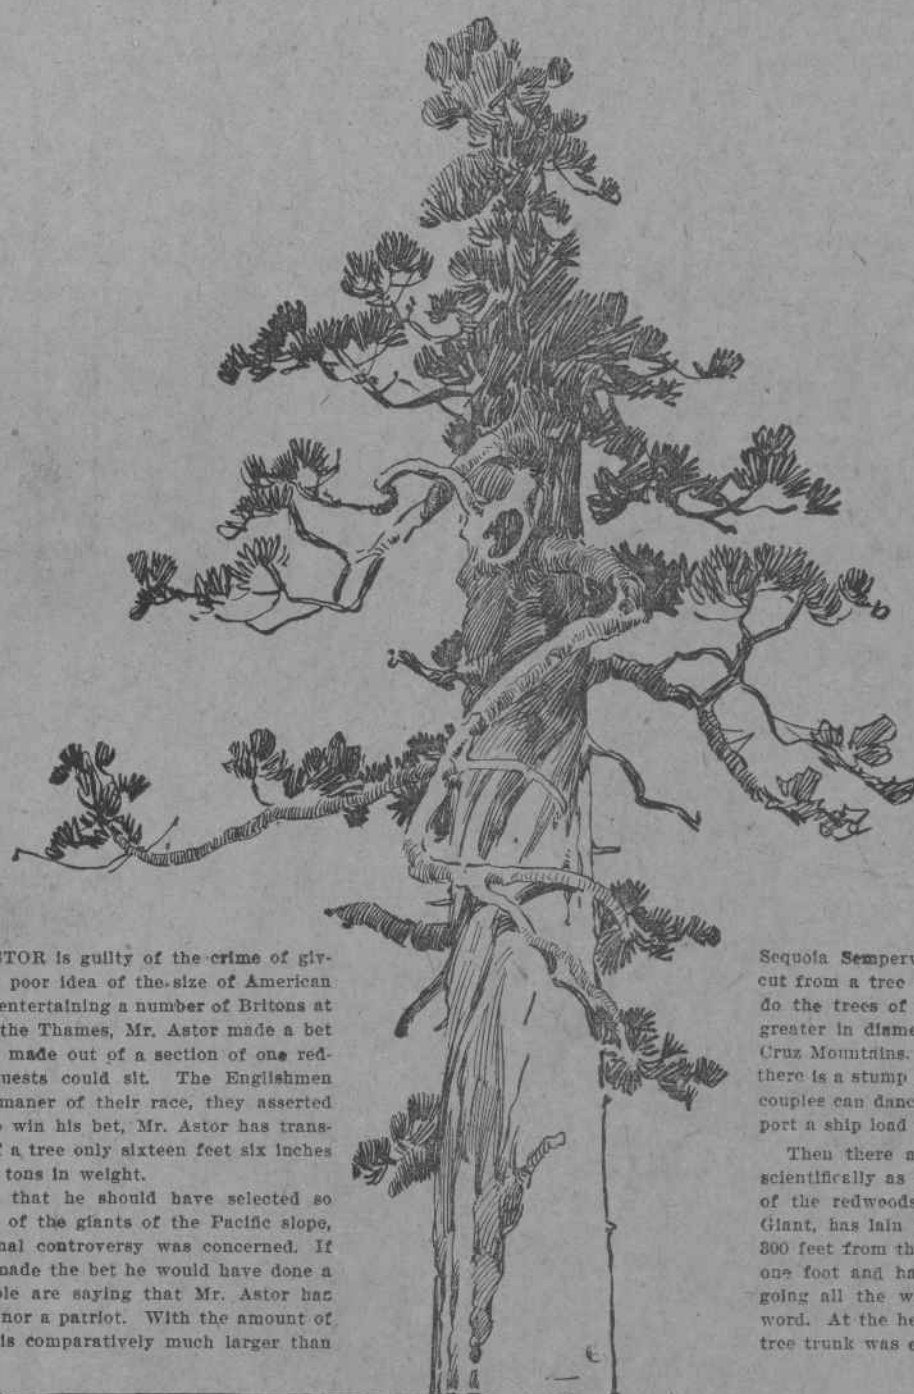 STOR is guilty of the crime of giv-
poor idea of the size of American
entertaining a number of Britons at
the Thames, Mr. Astor made a bet
made out of a section of one red-
uests could sit. The Englishmen
maner of their race, they asserted
win his bet, Mr. Astor has trans-
f a tree only sixteen feet six inches
tons in weight.
that he should have selected so
of the giants of the Pacific slope,
nal controversy was concerned. If
made the bet he would have done a
ple are saying that Mr. Astor has
nor a patriot. With the amount of
is comparatively much larger than
Sequoia Semperv
cut from a tree
do the trees of
greater in diame
Cruz Mountains.
there is a stump
couples can danc
port a ship load
Then there a
scientifically as
of the redwoods
Giant, has lain
300 feet from th
one foot and ha
going all the w
word. At the he
tree trunk was e